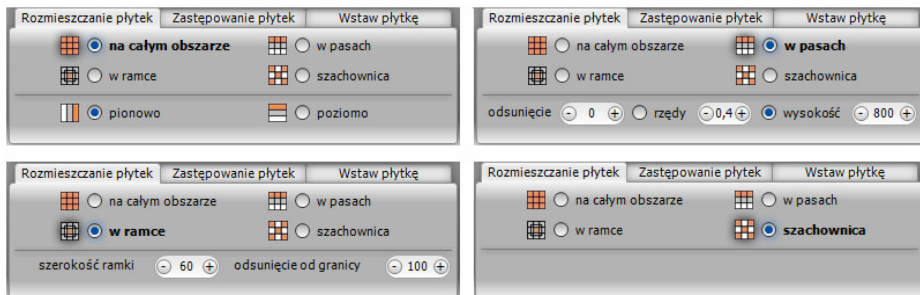 Rozmieszczanie płytek Zastępowanie płytek Wstaw płytkę
na całym obszarze w pasach
w ramce szachownica
pionowo poziomo
Rozmieszczanie płytek Zastępowanie płytek Wstaw płytkę
na całym obszarze w pasach
w ramce szachownica
odsunięcie - 0 + rzędy - 0,4 + wysokość - 800 +
Rozmieszczanie płytek Zastępowanie płytek Wstaw płytkę
na całym obszarze w pasach
w ramce szachownica
szerokość ramki - 60 + odsunięcie od granicy - 100 +
Rozmieszczanie płytek Zastępowanie płytek Wstaw płytkę
na całym obszarze w pasach
w ramce szachownica